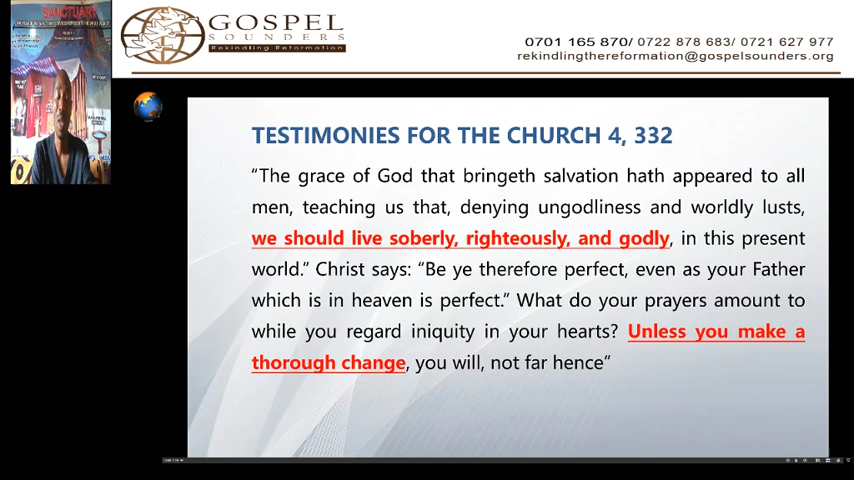 SANCTUARY
GOSPEL
SOUNDERS
Rekindling Reformation
0701 165 870/ 0722 878 683/ 0721 627 977
rekindlingthereformation@gospelsounders.org
TESTIMONIES FOR THE CHURCH 4, 332
“The grace of God that bringeth salvation hath appeared to all
men, teaching us that, denying ungodliness and worldly lusts,
we should live soberly, righteously, and godly, in this present
world.” Christ says: “Be ye therefore perfect, even as your Father
which is in heaven is perfect.” What do your prayers amount to
while you regard iniquity in your hearts? Unless you make a
thorough change, you will, not far hence”